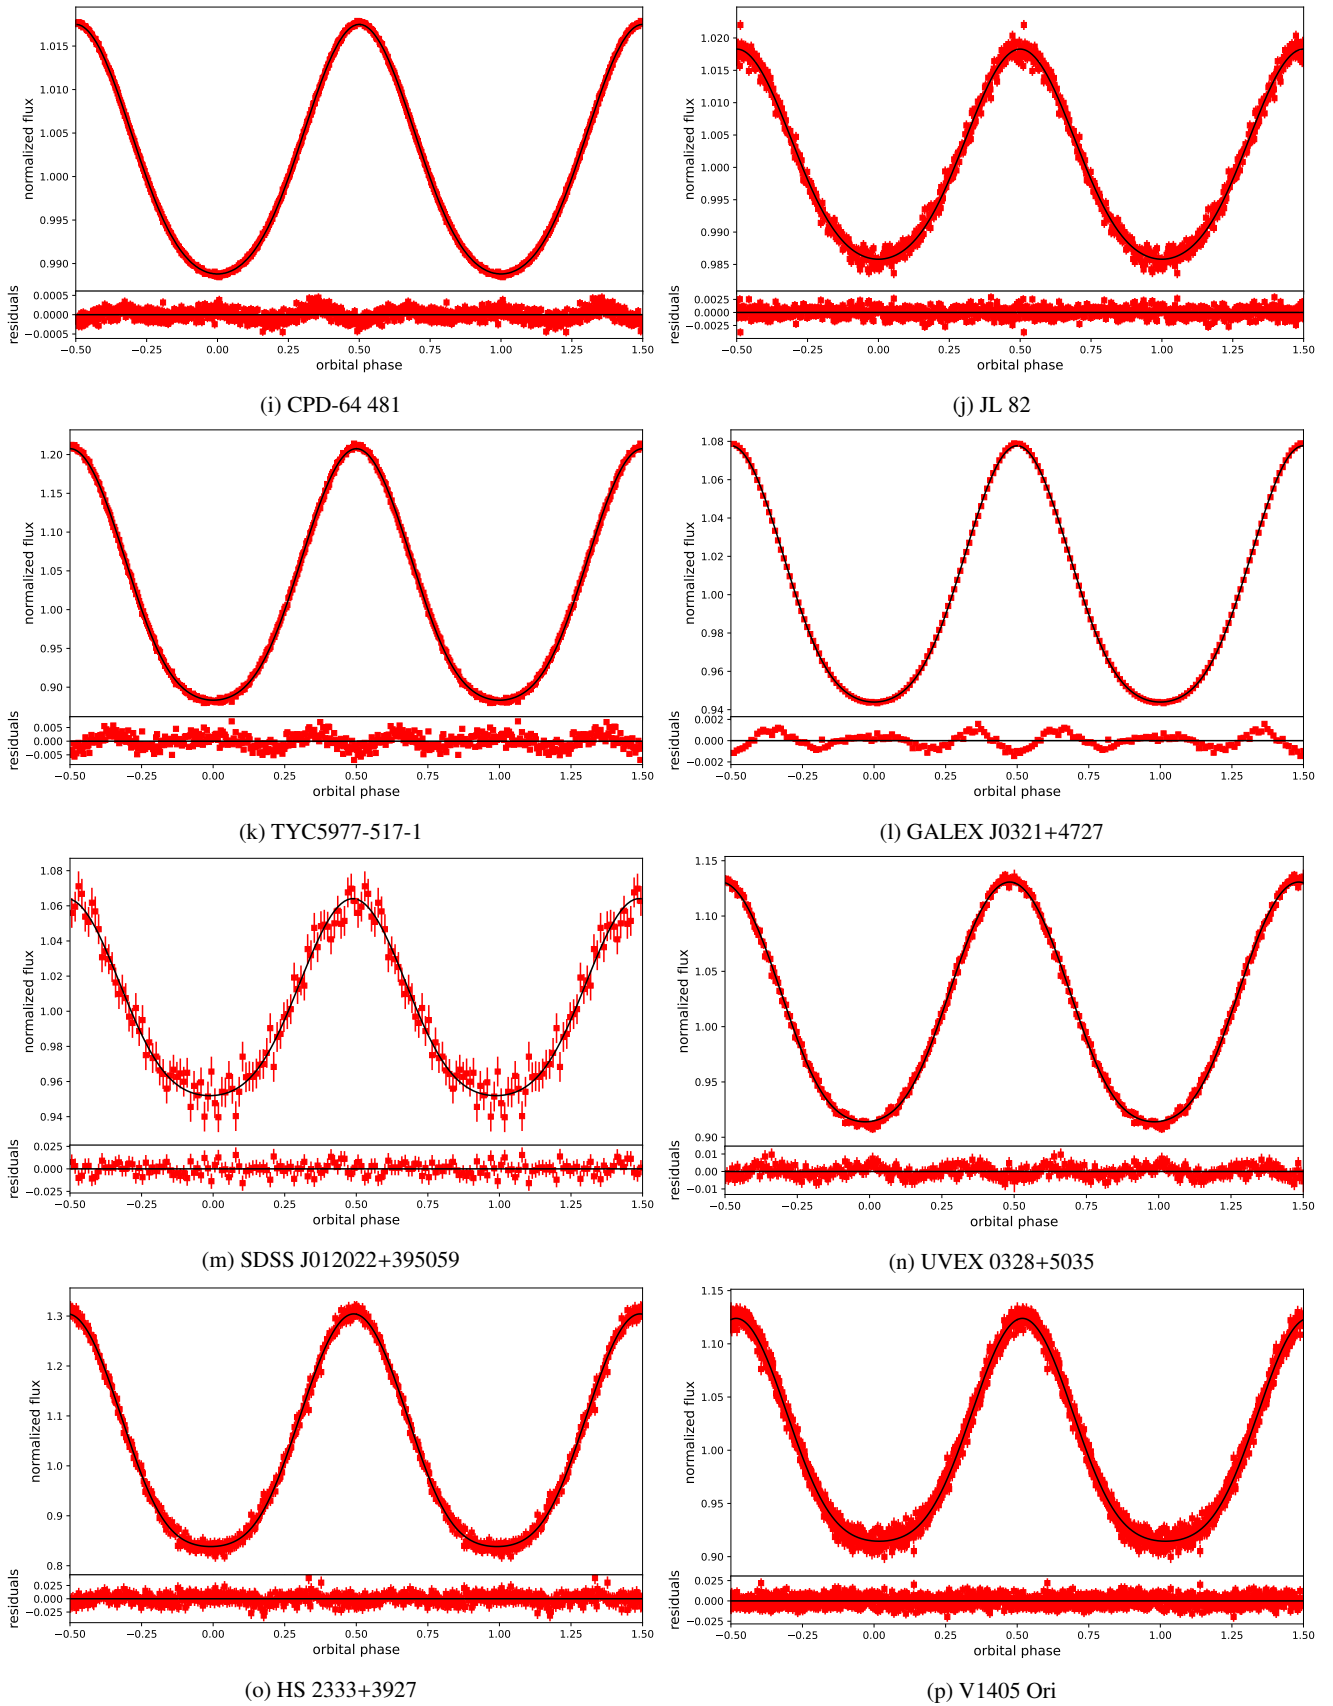 1.015
1.010
1.005
1.000
0.995
0.990
normalized flux
0.0005
0.0000
−0.0005
residuals
−0.50 −0.25 0.00 0.25 0.50 0.75 1.00 1.25 1.50
orbital phase
(i) CPD-64 481
1.020
1.015
1.010
1.005
1.000
0.995
0.990
0.985
normalized flux
0.0025
0.0000
−0.0025
residuals
−0.50 −0.25 0.00 0.25 0.50 0.75 1.00 1.25 1.50
orbital phase
(j) JL 82
1.20
1.15
1.10
1.05
1.00
0.95
0.90
normalized flux
0.005
0.000
−0.005
residuals
−0.50 −0.25 0.00 0.25 0.50 0.75 1.00 1.25 1.50
orbital phase
(k) TYC5977-517-1
1.08
1.06
1.04
1.02
1.00
0.98
0.96
0.94
normalized flux
0.002
0.000
−0.002
residuals
−0.50 −0.25 0.00 0.25 0.50 0.75 1.00 1.25 1.50
orbital phase
(l) GALEX J0321+4727
1.08
1.06
1.04
1.02
1.00
0.98
0.96
0.94
normalized flux
0.025
0.000
−0.025
residuals
−0.50 −0.25 0.00 0.25 0.50 0.75 1.00 1.25 1.50
orbital phase
(m) SDSS J012022+395059
1.15
1.10
1.05
1.00
0.95
0.90
normalized flux
0.01
0.00
−0.01
residuals
−0.50 −0.25 0.00 0.25 0.50 0.75 1.00 1.25 1.50
orbital phase
(n) UVEX 0328+5035
1.3
1.2
1.1
1.0
0.9
0.8
normalized flux
0.025
0.000
−0.025
residuals
−0.50 −0.25 0.00 0.25 0.50 0.75 1.00 1.25 1.50
orbital phase
(o) HS 2333+3927
1.15
1.10
1.05
1.00
0.95
0.90
normalized flux
0.025
0.000
−0.025
residuals
−0.50 −0.25 0.00 0.25 0.50 0.75 1.00 1.25 1.50
orbital phase
(p) V1405 Ori